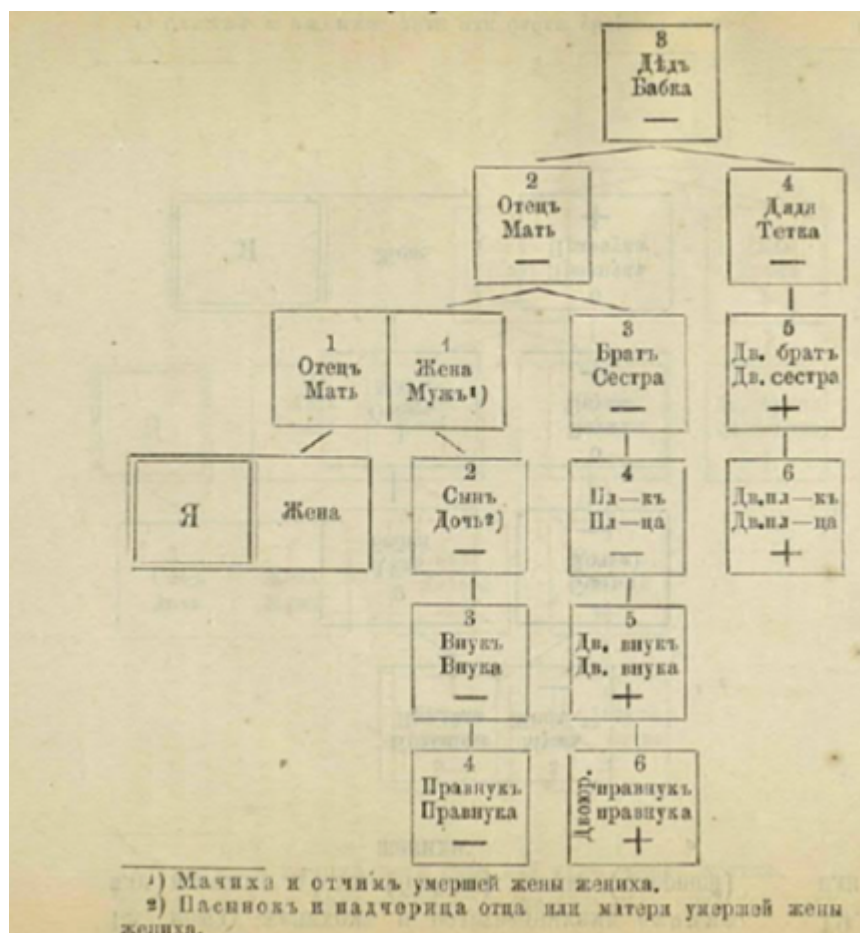 3
Дѣдъ
Бабка
—
2
Отецъ
Мать
—
4
Дядя
Тетка
—
1
Отецъ
Мать
1
Жена
Мужъ¹)
3
Братъ
Сестра
—
5
Дв. братъ
Дв. сестра
+
Я
Жена
2
Сынъ
Дочь²)
—
4
Пл—къ
Пл—ца
—
6
Дв.пл—къ
Дв.пл—ца
+
3
Внукъ
Внука
—
5
Дв. внукъ
Дв. внука
+
4
Правнукъ
Правнука
—
6
Двоюр.
правнукъ
правнука
+
¹) Мачиха и отчимъ умершей жены жениха.
²) Пасынокъ и падчерица отца или матери умершей жены
жениха.